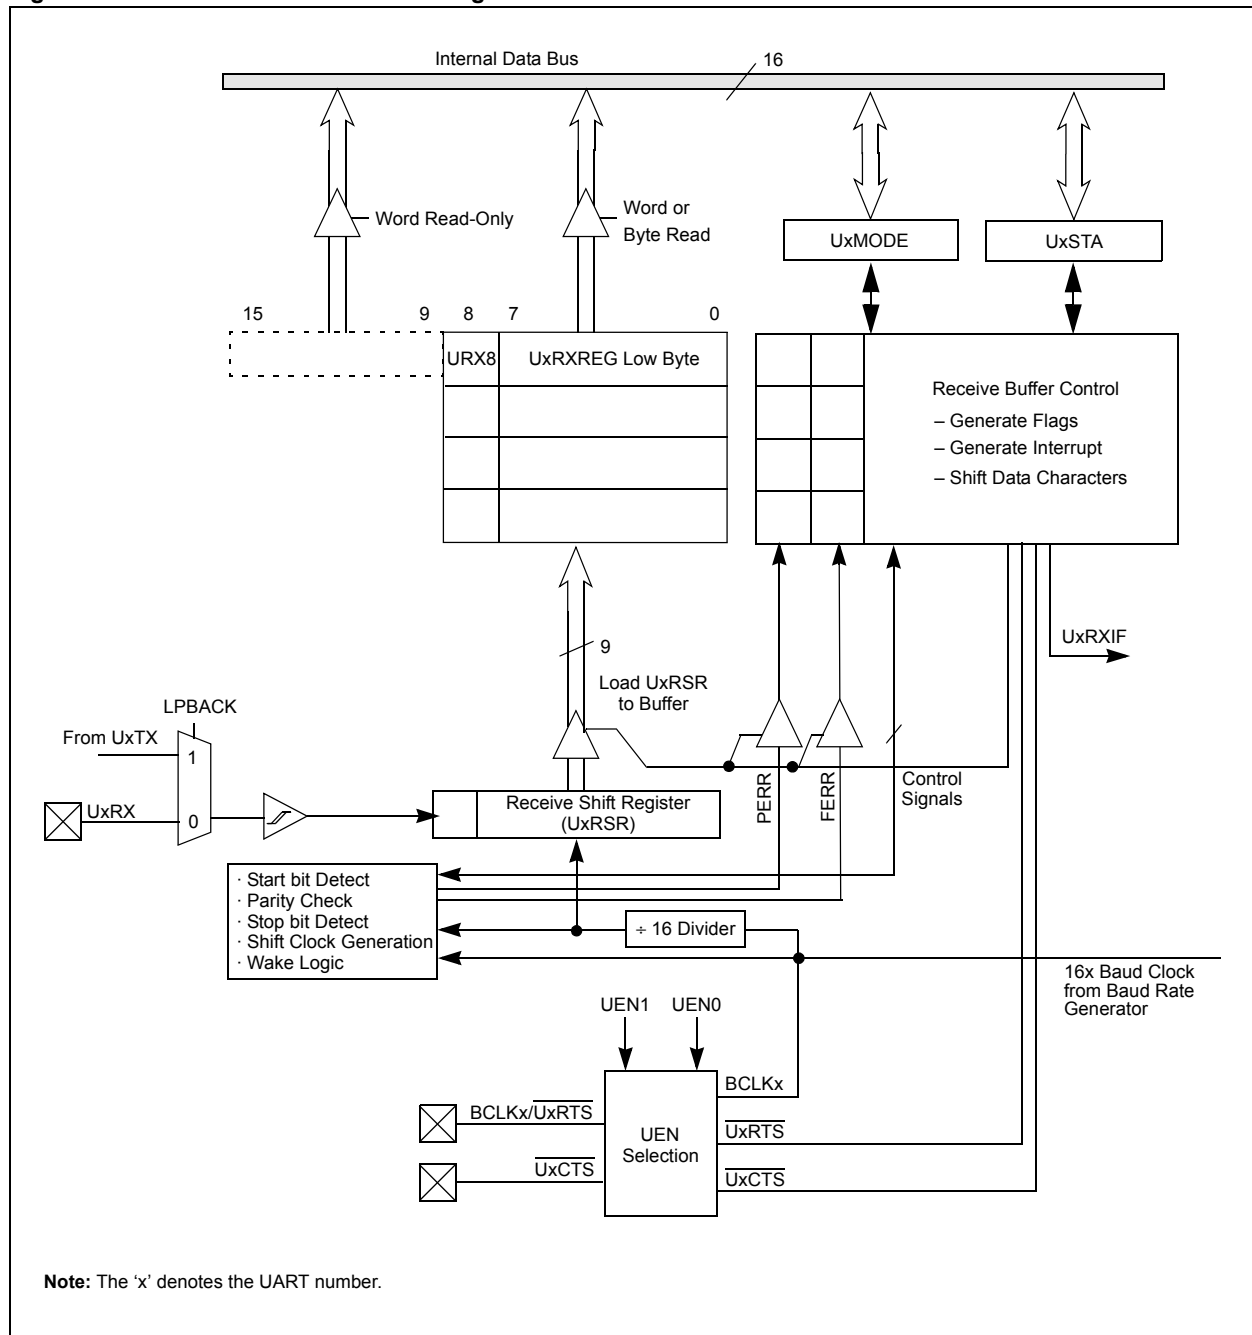 Internal Data Bus
16
Word Read-Only
Word or
Byte Read
UxMODE
UxSTA
15
9
8
7
0
URX8
UxRXREG Low Byte
Receive Buffer Control
– Generate Flags
– Generate Interrupt
– Shift Data Characters
9
UxRXIF
Load UxRSR
to Buffer
LPBACK
From UxTX
1
UxRX
0
Receive Shift Register
(UxRSR)
PERR
FERR
Control
Signals
· Start bit Detect
· Parity Check
· Stop bit Detect
· Shift Clock Generation
· Wake Logic
÷ 16 Divider
16x Baud Clock
from Baud Rate
Generator
UEN1
UEN0
BCLKx
BCLKx/UxRTS
UEN
Selection
UxRTS
UxCTS
UxCTS
Note: The ‘x’ denotes the UART number.